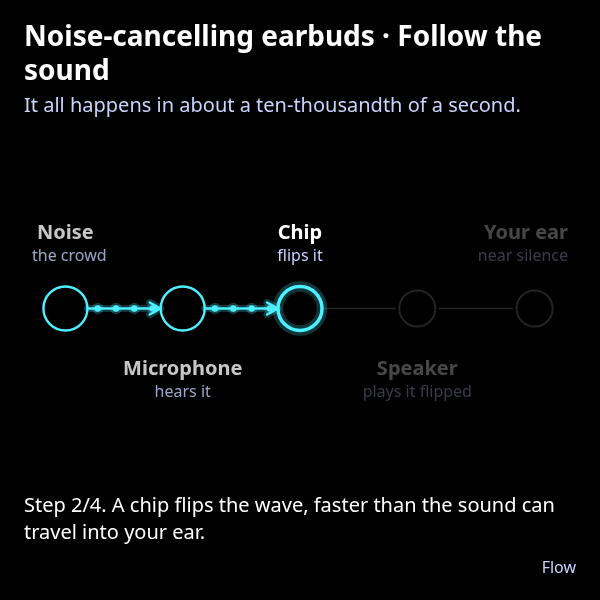 Noise-cancelling earbuds · Follow the
sound
It all happens in about a ten-thousandth of a second.
Noise
the crowd
Chip
flips it
Your ear
near silence
Microphone
hears it
Speaker
plays it flipped
Step 2/4. A chip flips the wave, faster than the sound can
travel into your ear.
Flow